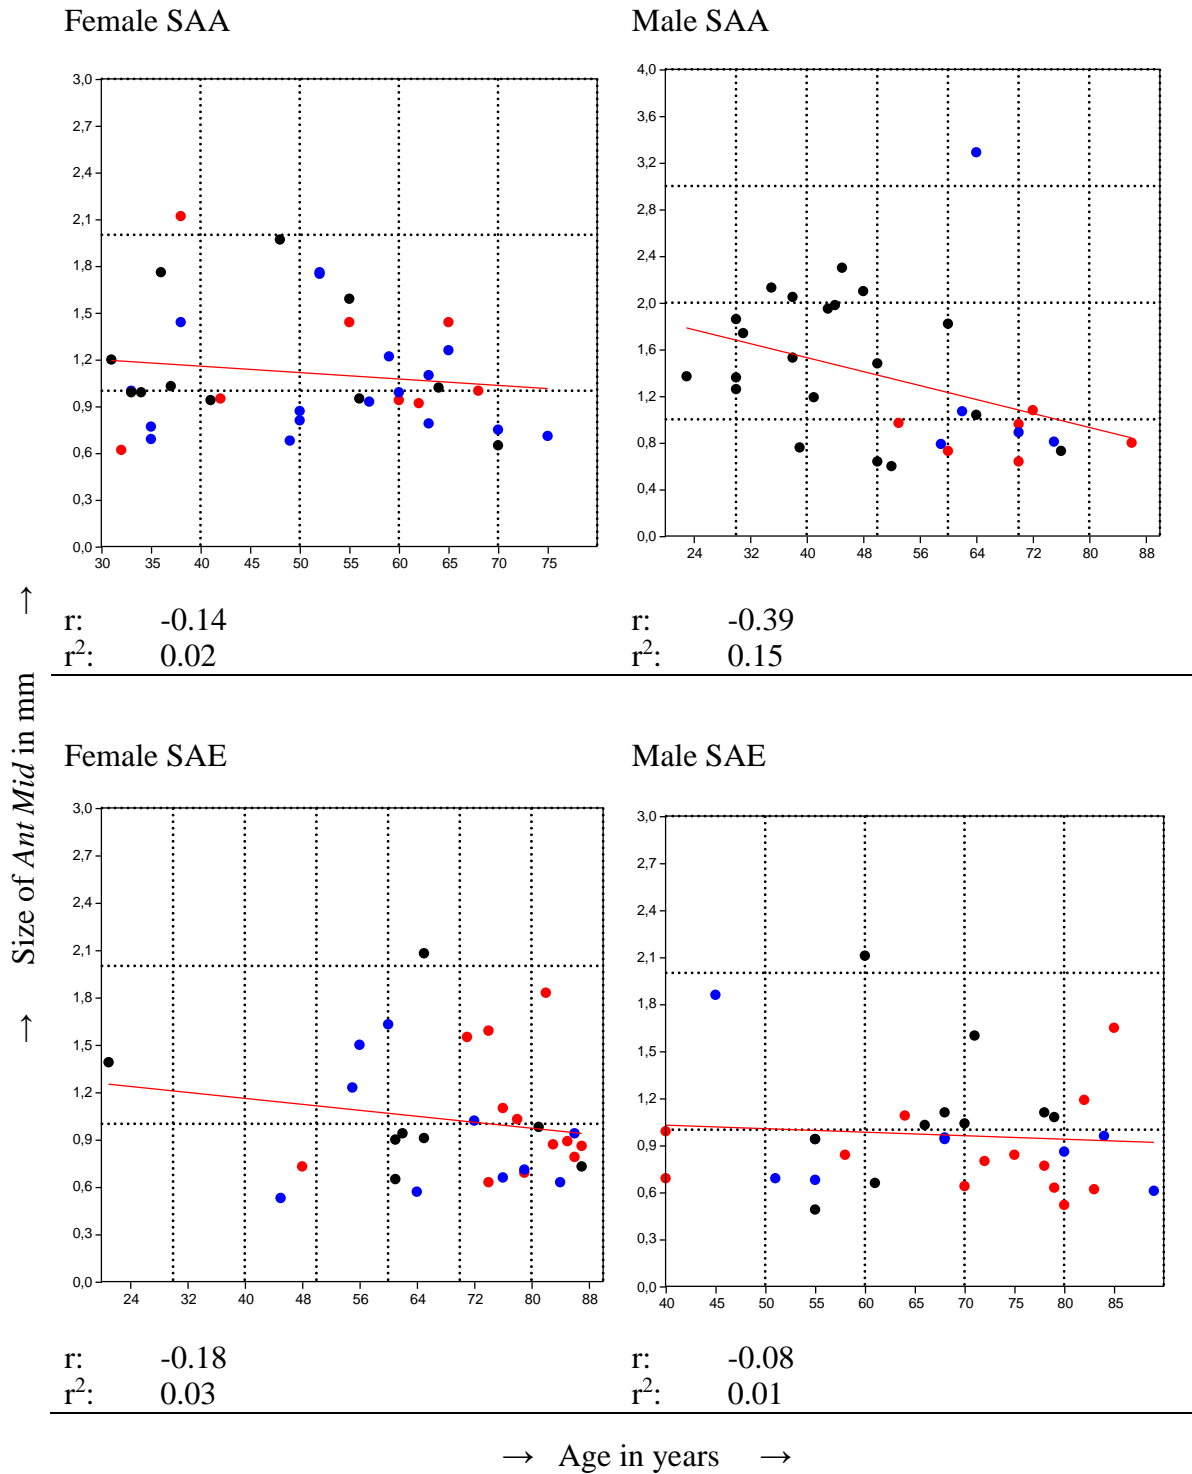 Female SAA
Male SAA
3,0
2,7
2,4
2,1
1,8
1,5
1,2
0,9
0,6
0,3
0,0
30 35 40 45 50 55 60 65 70 75
4,0
3,6
3,2
2,8
2,4
2,0
1,6
1,2
0,8
0,4
0,0
24 32 40 48 56 64 72 80 88
r: -0.14
r²: 0.02
r: -0.39
r²: 0.15
→ Size of Ant Mid in mm →
Female SAE
Male SAE
3,0
2,7
2,4
2,1
1,8
1,5
1,2
0,9
0,6
0,3
0,0
24 32 40 48 56 64 72 80 88
3,0
2,7
2,4
2,1
1,8
1,5
1,2
0,9
0,6
0,3
0,0
40 45 50 55 60 65 70 75 80 85
r: -0.18
r²: 0.03
r: -0.08
r²: 0.01
→ Age in years →